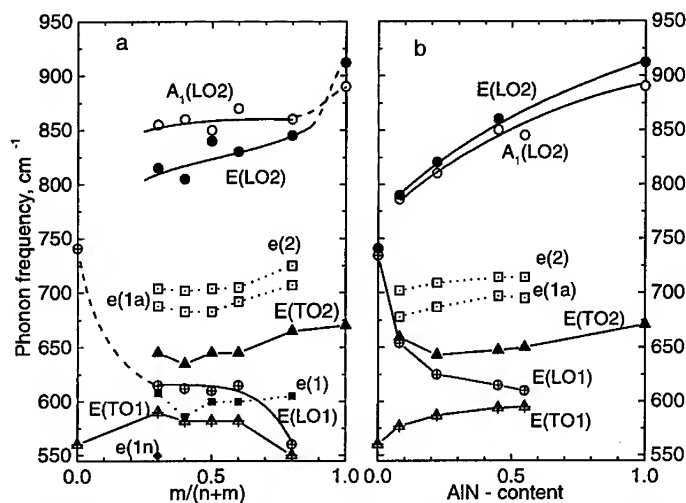 950
900
850
800
750
700
650
600
550
Phonon frequency, cm⁻¹
a
A₁(LO2)
E(LO2)
e(2)
e(1a)
E(TO2)
e(1)
E(TO1)
E(LO1)
e(1n)
0.0 0.5 1.0
m/(n+m)
b
E(LO2)
A₁(LO2)
e(2)
e(1a)
E(TO2)
E(LO1)
E(TO1)
0.0 0.5 1.0
AlN - content
950
900
850
800
750
700
650
600
550